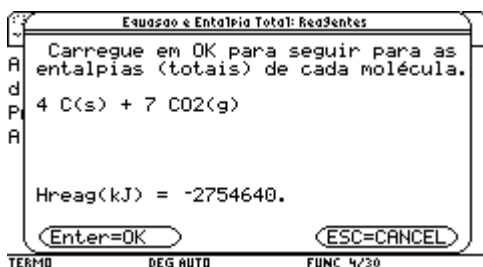 Equasao e Entalpia Total: Reagentes
Carregue em OK para seguir para as
entalpias (totais) de cada molécula.
4 C(s) + 7 CO2(g)
Hreag(kJ) = -2754640.
Enter=OK
ESC=CANCEL
TERMO DEG AUTO FUNC 4/30